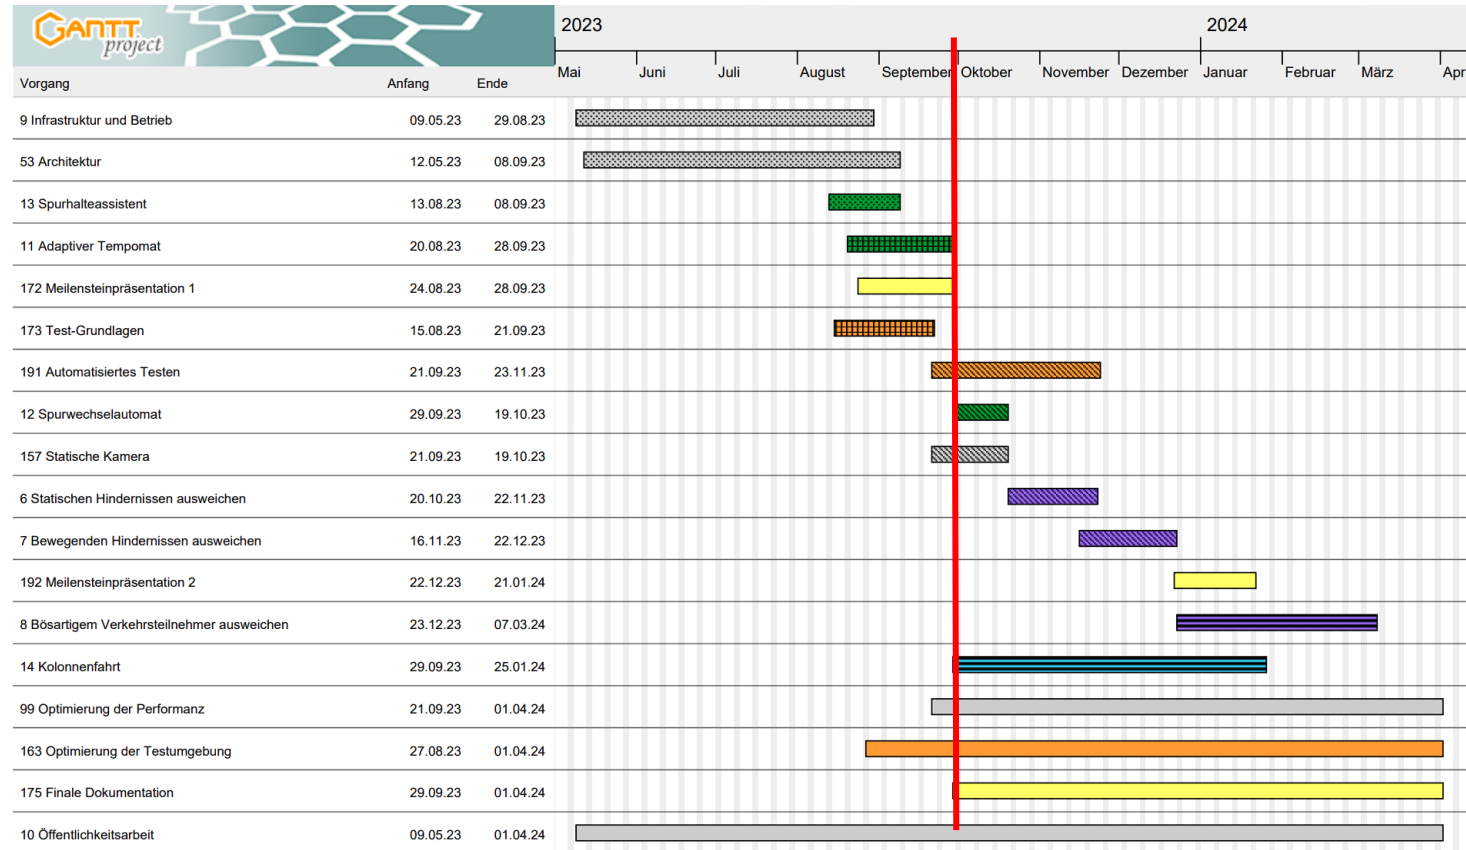 GANTT
project
2023
2024
Mai Juni Juli August September Oktober November Dezember Januar Februar März Apr
Vorgang Anfang Ende
9 Infrastruktur und Betrieb 09.05.23 29.08.23
53 Architektur 12.05.23 08.09.23
13 Spurhalteassistent 13.08.23 08.09.23
11 Adaptiver Tempomat 20.08.23 28.09.23
172 Meilensteinpräsentation 1 24.08.23 28.09.23
173 Test-Grundlagen 15.08.23 21.09.23
191 Automatisiertes Testen 21.09.23 23.11.23
12 Spurwechselautomat 29.09.23 19.10.23
157 Statische Kamera 21.09.23 19.10.23
6 Statischen Hindernissen ausweichen 20.10.23 22.11.23
7 Bewegenden Hindernissen ausweichen 16.11.23 22.12.23
192 Meilensteinpräsentation 2 22.12.23 21.01.24
8 Bösartigem Verkehrsteilnehmer ausweichen 23.12.23 07.03.24
14 Kolonnenfahrt 29.09.23 25.01.24
99 Optimierung der Performanz 21.09.23 01.04.24
163 Optimierung der Testumgebung 27.08.23 01.04.24
175 Finale Dokumentation 29.09.23 01.04.24
10 Öffentlichkeitsarbeit 09.05.23 01.04.24